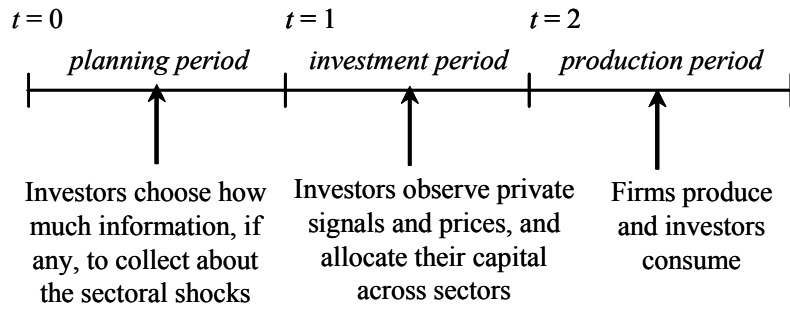 t = 0
t = 1
t = 2
planning period
investment period
production period
Investors choose how
much information, if
any, to collect about
the sectoral shocks
Investors observe private
signals and prices, and
allocate their capital
across sectors
Firms produce
and investors
consume